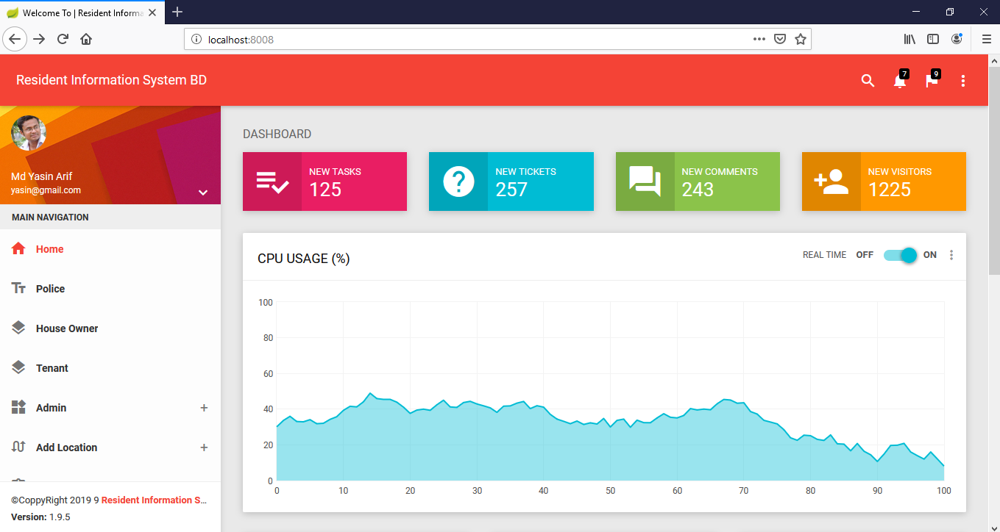 Welcome To | Resident Informa
localhost:8008
Resident Information System BD
7
9
Md Yasin Arif
yasin@gmail.com
MAIN NAVIGATION
Home
Police
House Owner
Tenant
Admin
+
Add Location
+
©CoppyRight 2019 9 Resident Information S...
Version: 1.9.5
DASHBOARD
NEW TASKS
125
NEW TICKETS
257
NEW COMMENTS
243
NEW VISITORS
1225
CPU USAGE (%)
REAL TIME OFF ON
100
80
60
40
20
0
0 10 20 30 40 50 60 70 80 90 100